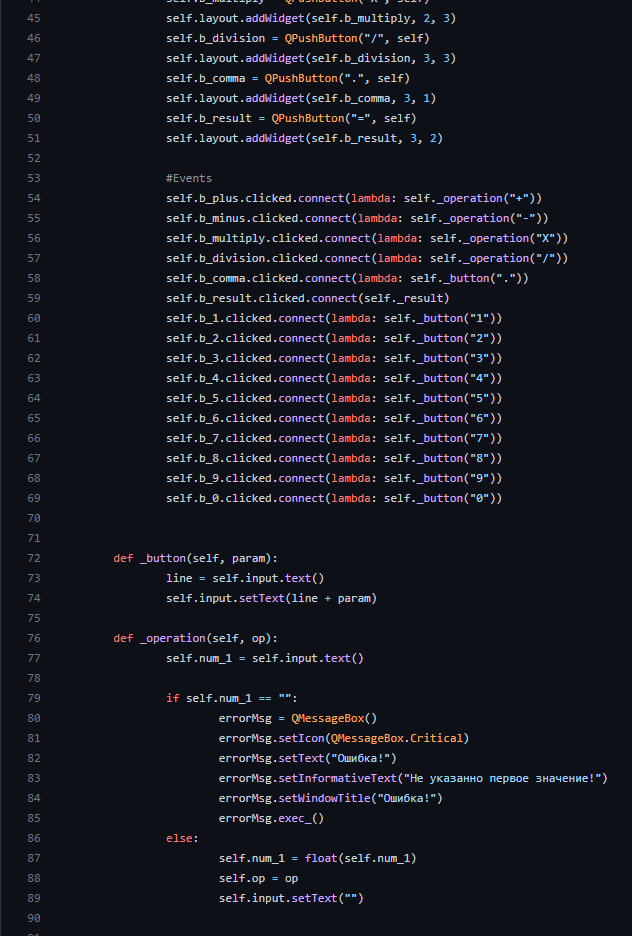 44 self.b_multiply = QPushButton("X", self)
45 self.layout.addWidget(self.b_multiply, 2, 3)
46 self.b_division = QPushButton("/", self)
47 self.layout.addWidget(self.b_division, 3, 3)
48 self.b_comma = QPushButton(".", self)
49 self.layout.addWidget(self.b_comma, 3, 1)
50 self.b_result = QPushButton("=", self)
51 self.layout.addWidget(self.b_result, 3, 2)
52
53 #Events
54 self.b_plus.clicked.connect(lambda: self._operation("+"))
55 self.b_minus.clicked.connect(lambda: self._operation("-"))
56 self.b_multiply.clicked.connect(lambda: self._operation("X"))
57 self.b_division.clicked.connect(lambda: self._operation("/"))
58 self.b_comma.clicked.connect(lambda: self._button("."))
59 self.b_result.clicked.connect(self._result)
60 self.b_1.clicked.connect(lambda: self._button("1"))
61 self.b_2.clicked.connect(lambda: self._button("2"))
62 self.b_3.clicked.connect(lambda: self._button("3"))
63 self.b_4.clicked.connect(lambda: self._button("4"))
64 self.b_5.clicked.connect(lambda: self._button("5"))
65 self.b_6.clicked.connect(lambda: self._button("6"))
66 self.b_7.clicked.connect(lambda: self._button("7"))
67 self.b_8.clicked.connect(lambda: self._button("8"))
68 self.b_9.clicked.connect(lambda: self._button("9"))
69 self.b_0.clicked.connect(lambda: self._button("0"))
70
71
72 def _button(self, param):
73 line = self.input.text()
74 self.input.setText(line + param)
75
76 def _operation(self, op):
77 self.num_1 = self.input.text()
78
79 if self.num_1 == "":
80 errorMsg = QMessageBox()
81 errorMsg.setIcon(QMessageBox.Critical)
82 errorMsg.setText("Ошибка!")
83 errorMsg.setInformativeText("Не указанно первое значение!")
84 errorMsg.setWindowTitle("Ошибка!")
85 errorMsg.exec_()
86 else:
87 self.num_1 = float(self.num_1)
88 self.op = op
89 self.input.setText("")
90